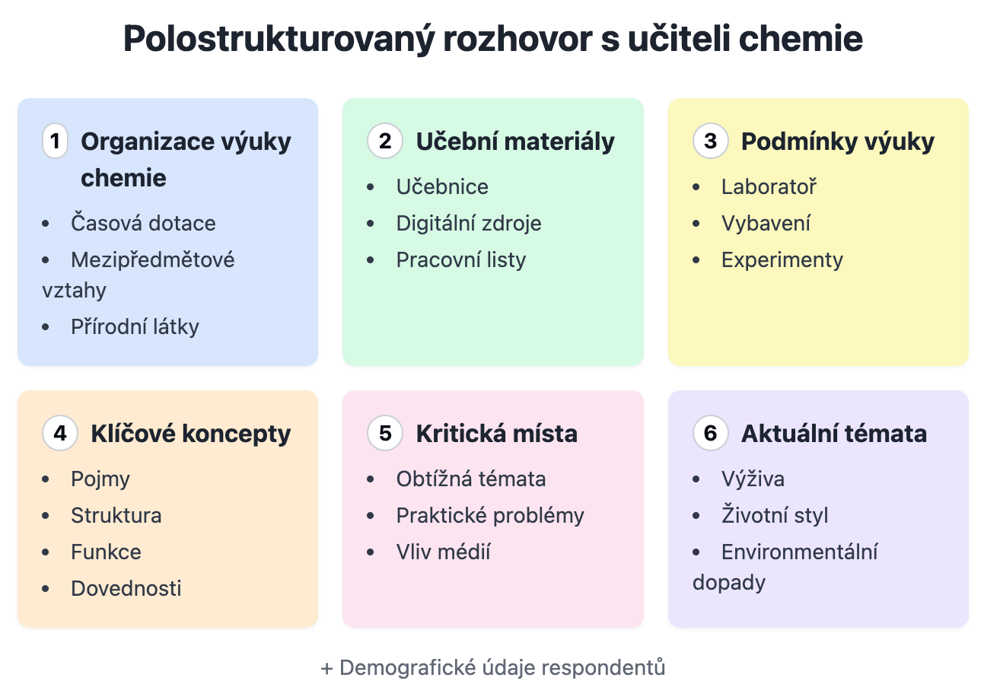 Polostrukturovaný rozhovor s učiteli chemie
1 Organizace výuky
chemie
• Časová dotace
• Mezipředmětové
vztahy
• Přírodní látky
2 Učební materiály
• Učebnice
• Digitální zdroje
• Pracovní listy
3 Podmínky výuky
• Laboratoř
• Vybavení
• Experimenty
4 Klíčové koncepty
• Pojmy
• Struktura
• Funkce
• Dovednosti
5 Kritická místa
• Obtížná témata
• Praktické problémy
• Vliv médií
6 Aktuální témata
• Výživa
• Životní styl
• Environmentální
dopady
+ Demografické údaje respondentů